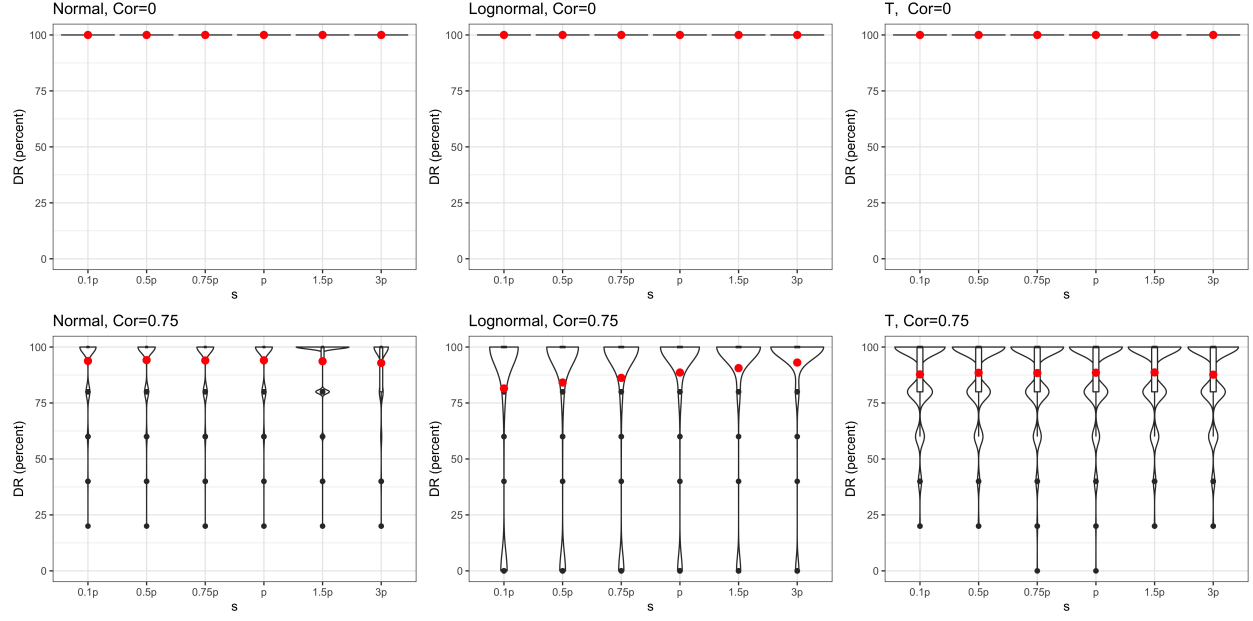 Normal, Cor=0
DR (percent)
100
75
50
25
0
0.1p 0.5p 0.75p p 1.5p 3p
s
Lognormal, Cor=0
DR (percent)
100
75
50
25
0
0.1p 0.5p 0.75p p 1.5p 3p
s
T, Cor=0
DR (percent)
100
75
50
25
0
0.1p 0.5p 0.75p p 1.5p 3p
s
Normal, Cor=0.75
DR (percent)
100
75
50
25
0
0.1p 0.5p 0.75p p 1.5p 3p
s
Lognormal, Cor=0.75
DR (percent)
100
75
50
25
0
0.1p 0.5p 0.75p p 1.5p 3p
s
T, Cor=0.75
DR (percent)
100
75
50
25
0
0.1p 0.5p 0.75p p 1.5p 3p
s